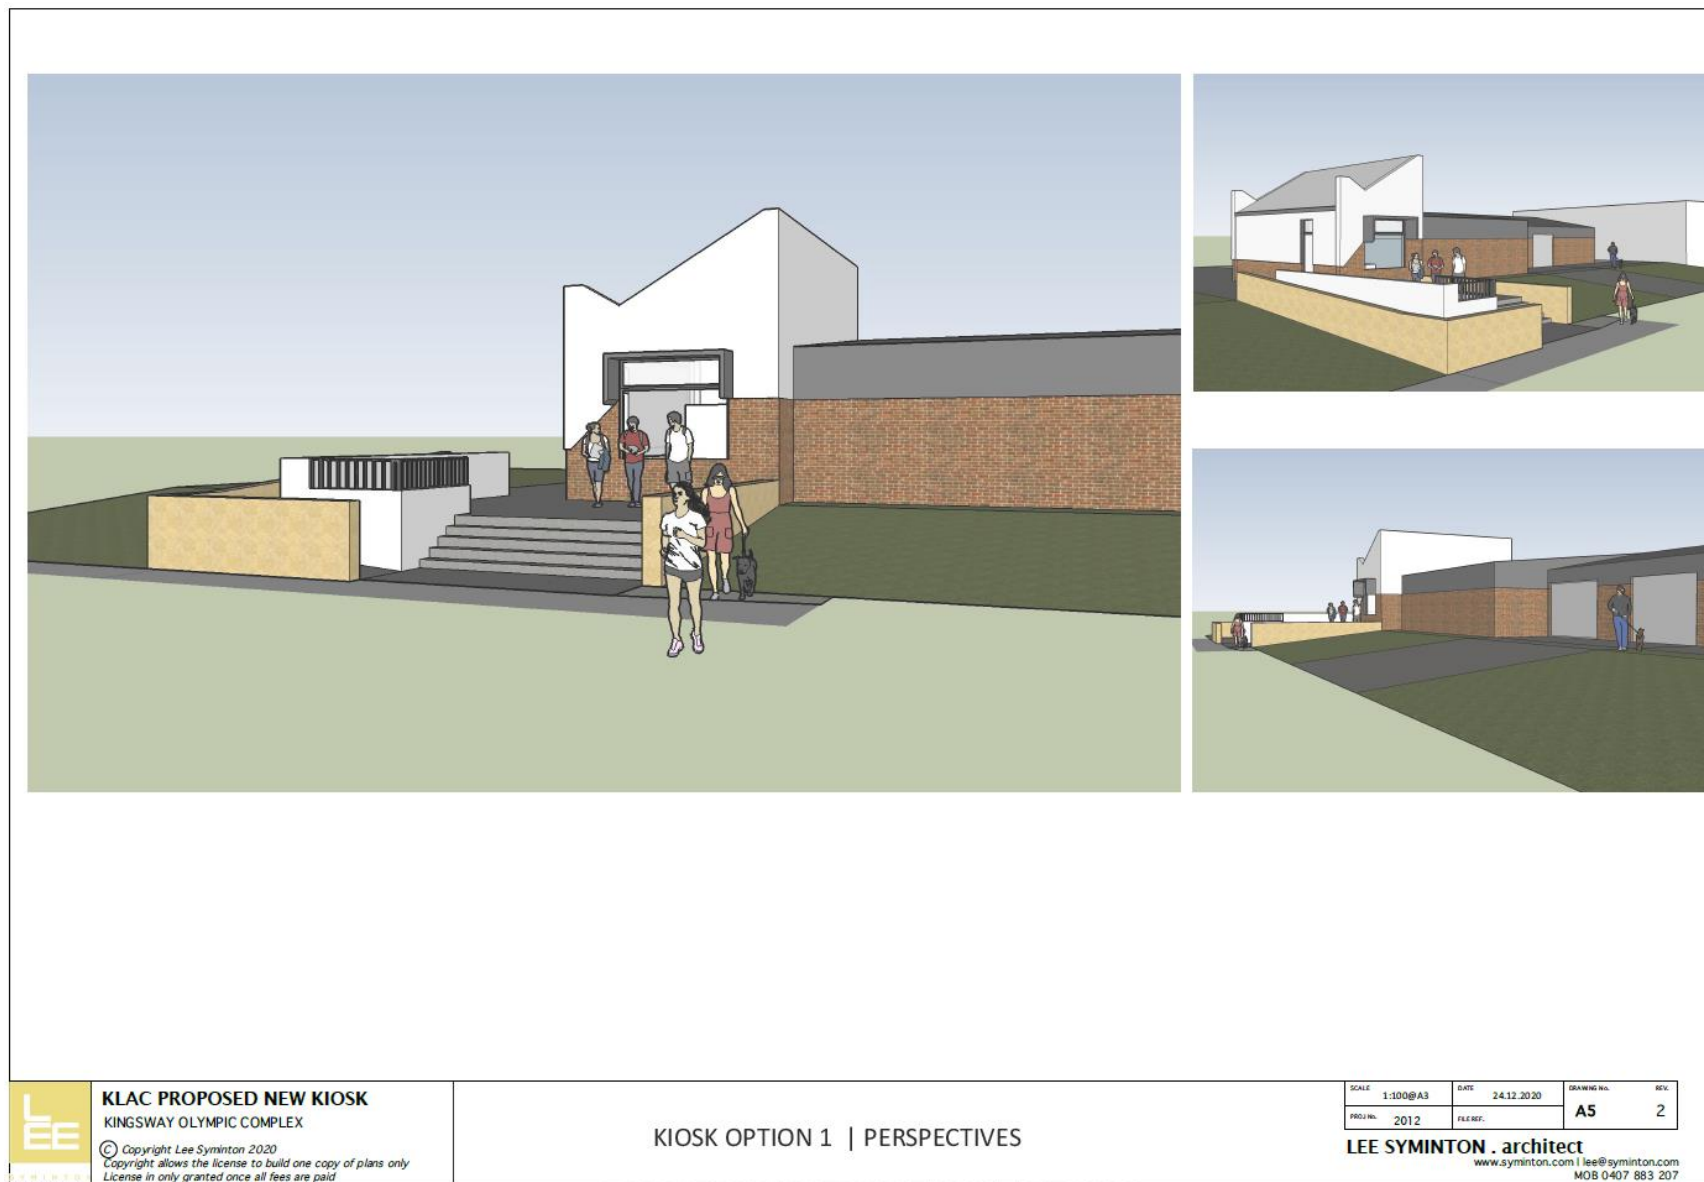 L
EE
SYMINTON
KLAC PROPOSED NEW KIOSK
KINGSWAY OLYMPIC COMPLEX
© Copyright Lee Syminton 2020
Copyright allows the license to build one copy of plans only
License in only granted once all fees are paid
KIOSK OPTION 1 | PERSPECTIVES
SCALE 1:100@A3
DATE 24.12.2020
DRAWING No. A5
REV. 2
PROJ No. 2012
FILE REF.
LEE SYMINTON . architect
www.syminton.com | lee@syminton.com
MOB 0407 883 207